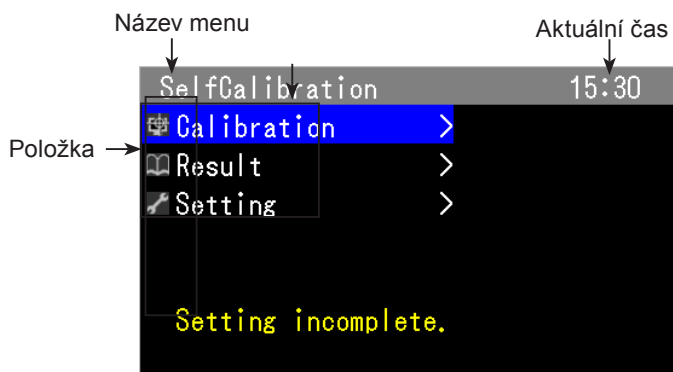 Název menu
Aktuální čas
SelfCalibration 15:30
Calibration >
Položka
Result >
Setting >
Setting incomplete.